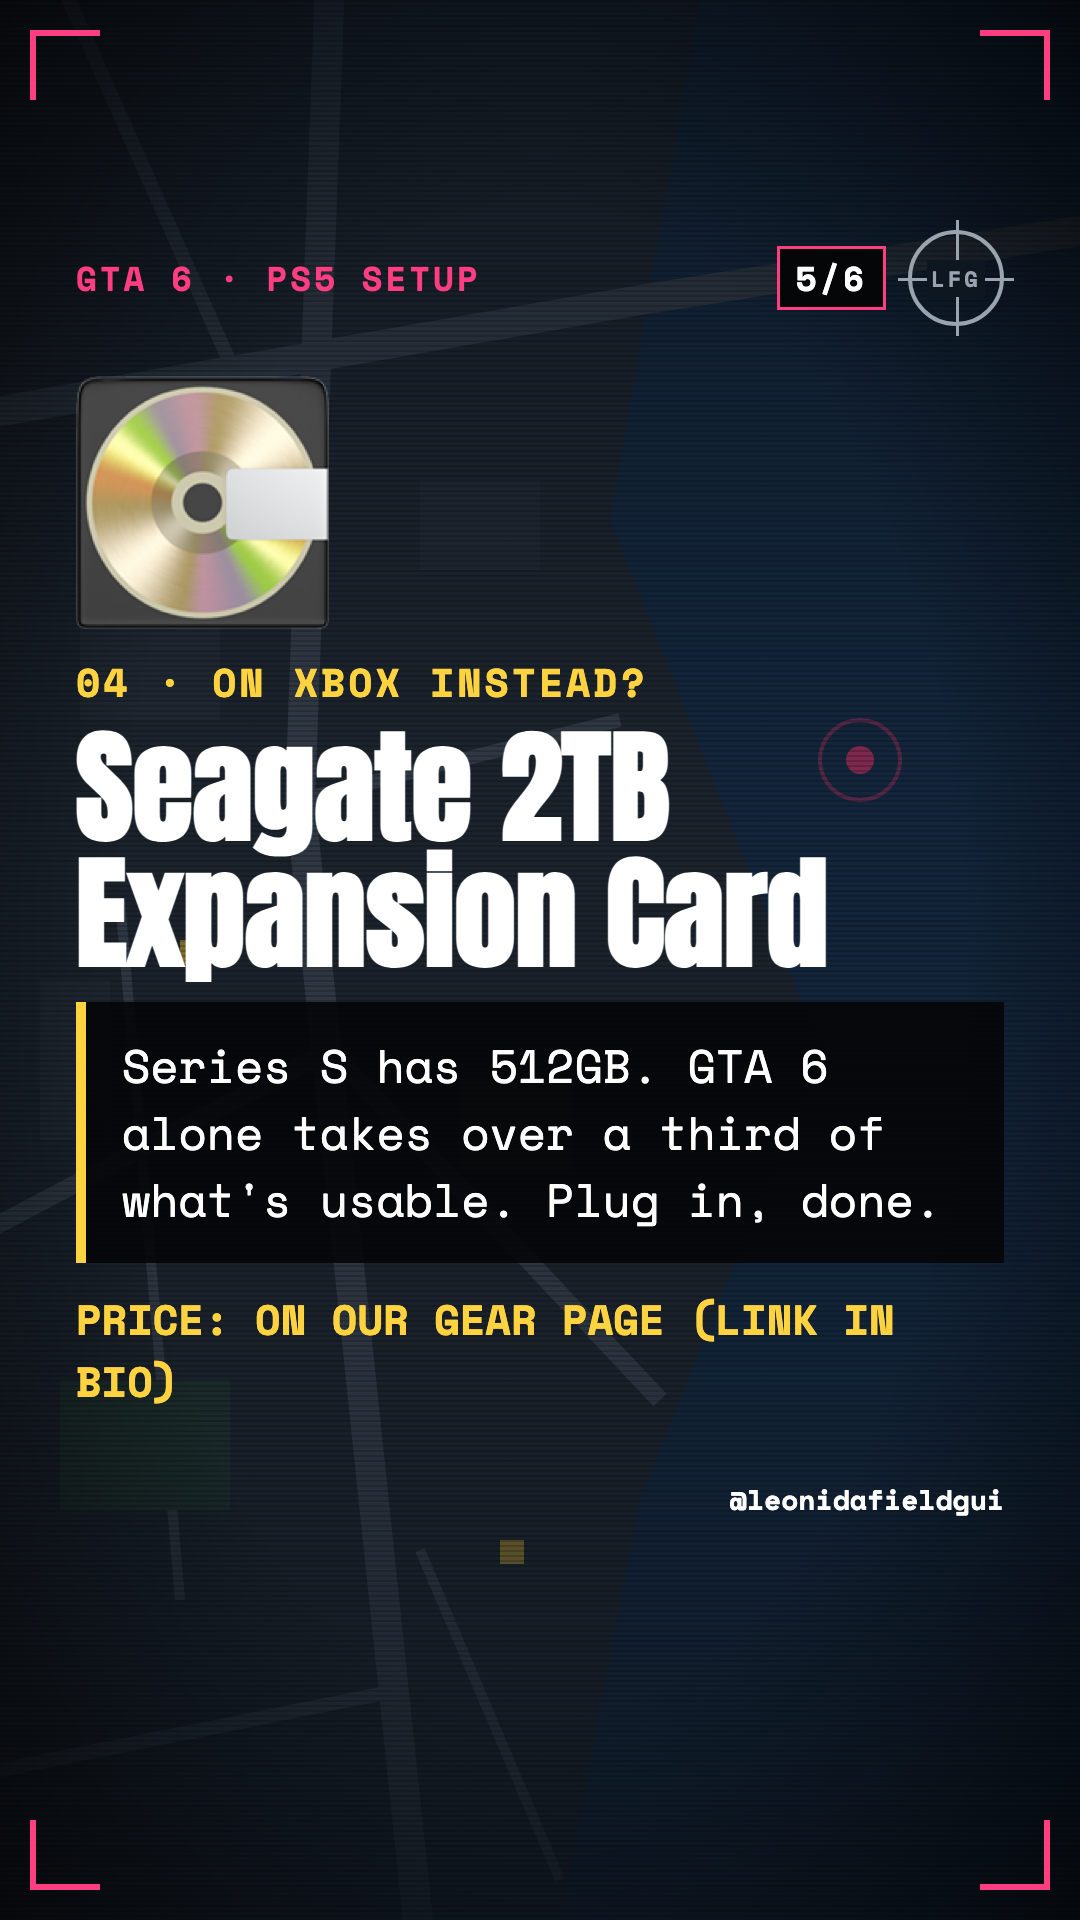 GTA 6 · PS5 SETUP
5/6
LFG
04 · ON XBOX INSTEAD?
Seagate 2TB
Expansion Card
Series S has 512GB. GTA 6
alone takes over a third of
what's usable. Plug in, done.
PRICE: ON OUR GEAR PAGE (LINK IN
BIO)
@leonidafieldgui